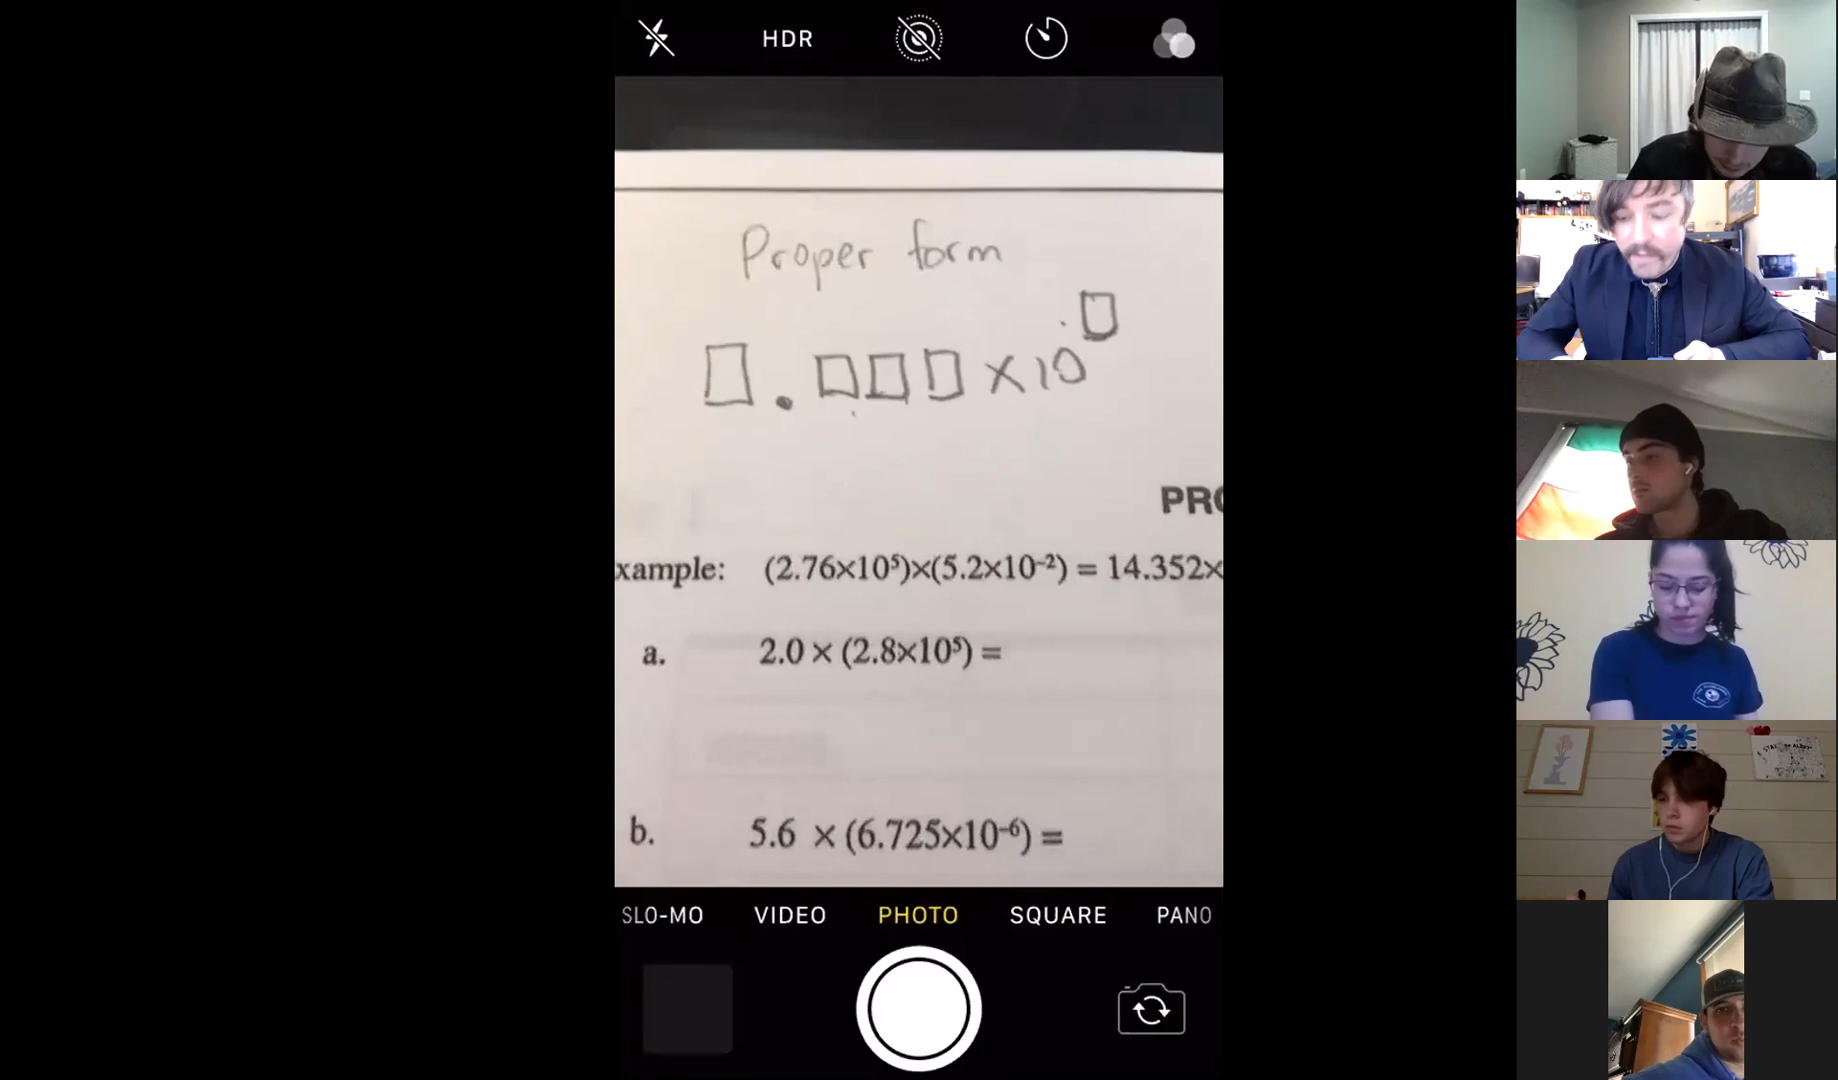 HDR
Proper form
□.□□□×10□
PRO
xample: (2.76×10⁵)×(5.2×10⁻²) = 14.352×
a. 2.0 × (2.8×10⁵) =
b. 5.6 × (6.725×10⁻⁶) =
SLO-MO VIDEO PHOTO SQUARE PANO